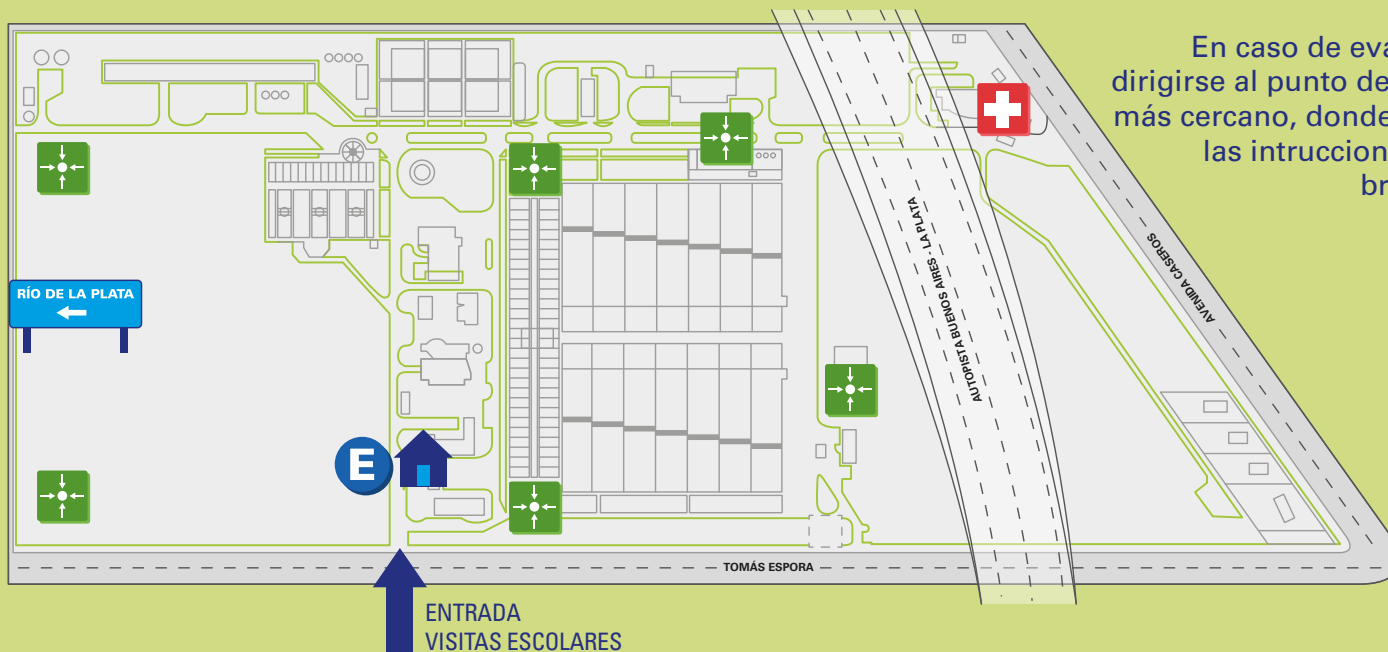 En caso de eva
dirigirse al punto de
más cercano, donde
las intruccion
br
RÍO DE LA PLATA
AUTOPISTA BUENOS AIRES - LA PLATA
AVENIDA CASEROS
E
TOMÁS ESPORA
ENTRADA
VISITAS ESCOLARES